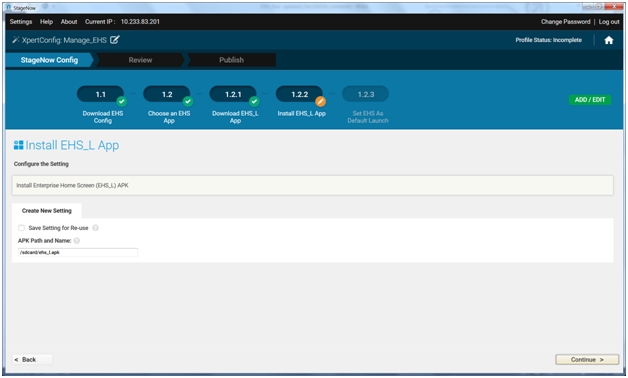 StageNow
Settings Help About Current IP : 10.233.83.201 Change Password | Log out
XpertConfig: Manage_EHS Profile Status: Incomplete
StageNow Config Review Publish
1.1 1.2 1.2.1 1.2.2 1.2.3
Download EHS Config Choose an EHS App Download EHS_L App Install EHS_L App Set EHS As Default Launch
ADD / EDIT
Install EHS_L App
Configure the Setting
Install Enterprise Home Screen (EHS_L) APK
Create New Setting
Save Setting for Re-use ?
APK Path and Name: ?
/sdcard/ehs_l.apk
< Back Continue >